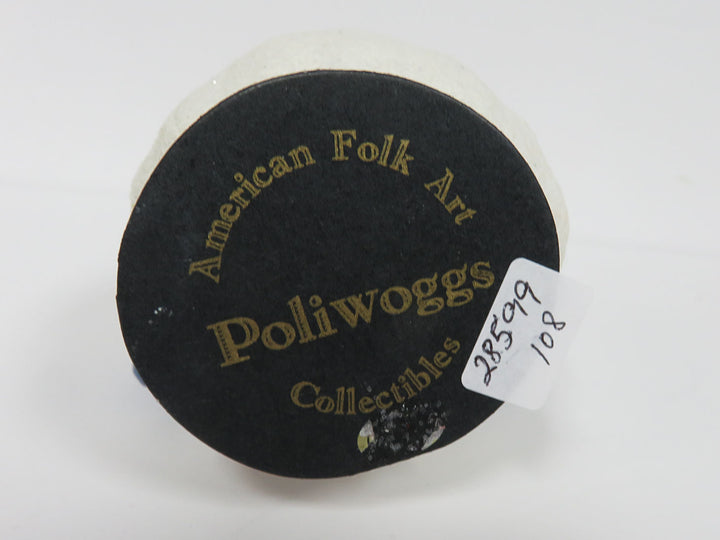 American Folk Art
Poliwoggs
Collectibles
28599
108